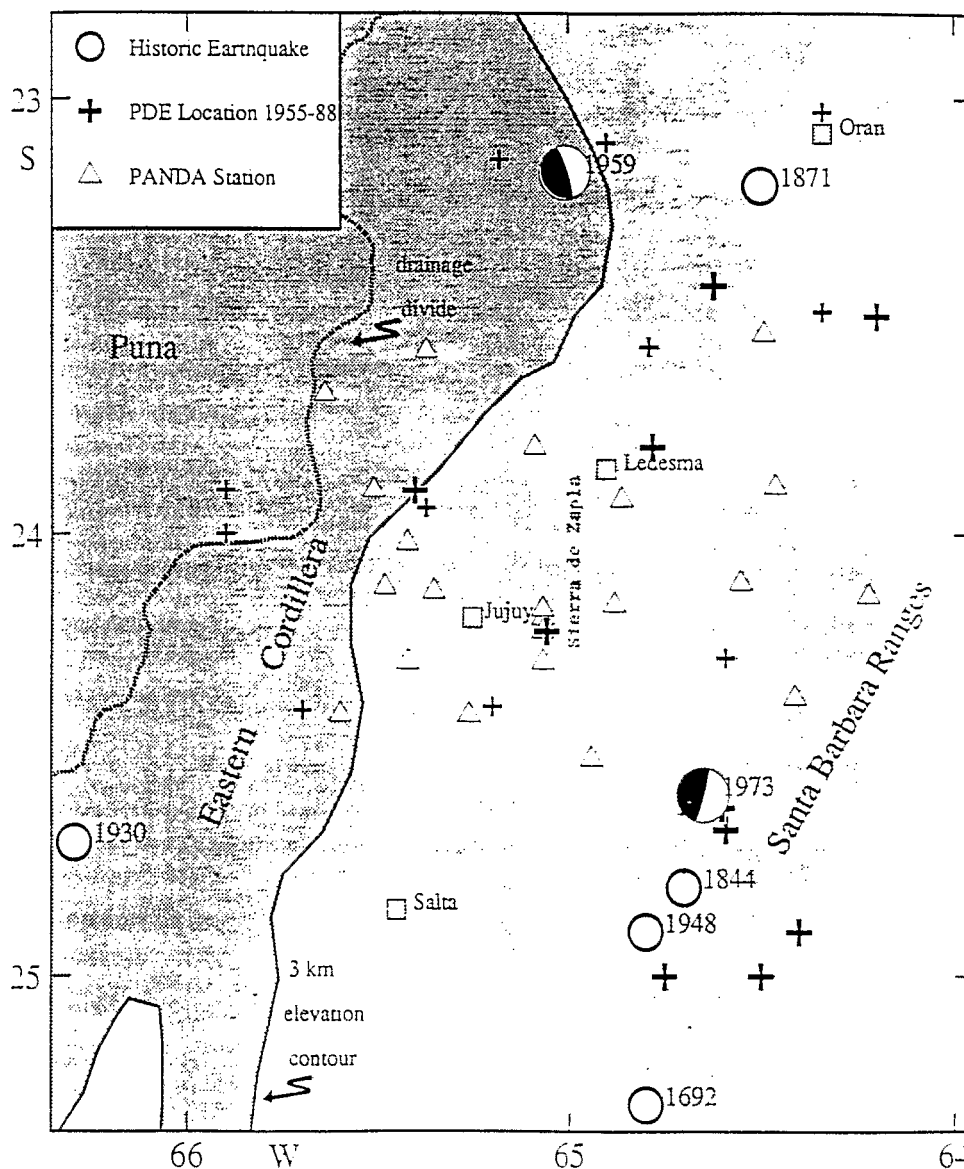 Historic Eartnquake
PDE Location 1955-88
PANDA Station
23
S
Oran
1959
1871
drainage
divide
Puna
Ledesma
Sierra de Zapla
24
Cordillera
Jujuy
Santa Barbara Ranges
Eastern
1973
1930
1844
Salta
1948
3 km
25
elevation
contour
1692
66
W
65
64